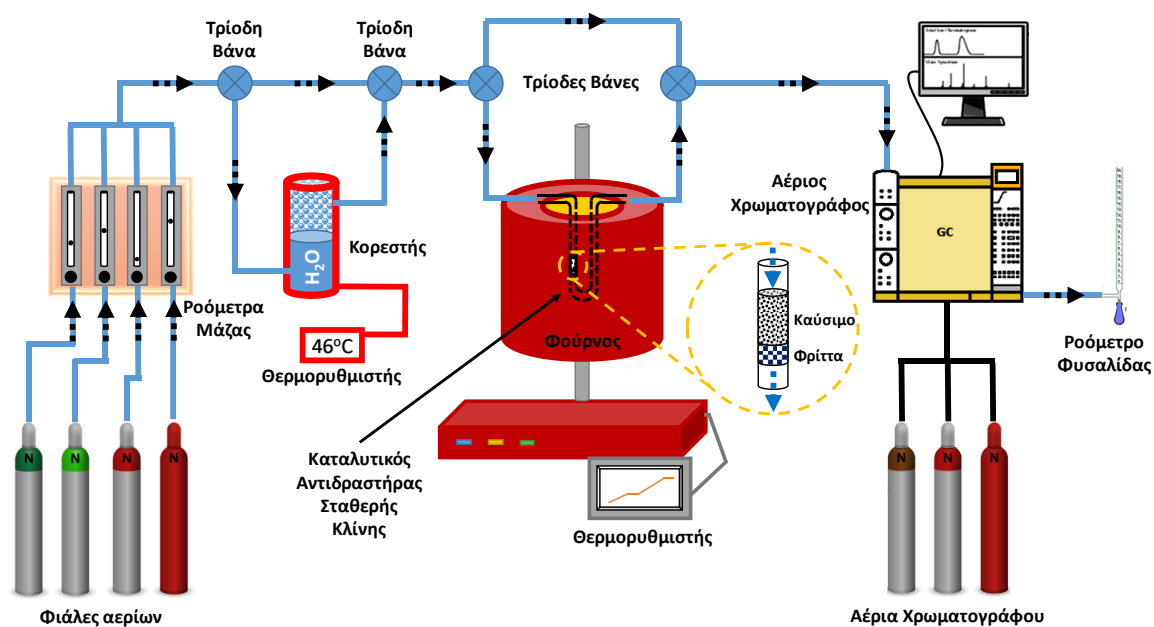 Τρίοδη
Βάνα
Τρίοδη
Βάνα
Τρίοδες Βάνες
H₂O
Κορεστής
46°C
Θερμορυθμιστής
Ροόμετρα
Μάζας
Φούρνος
Καύσιμο
Φρίττα
Αέριος
Χρωματογράφος
GC
Ροόμετρο
Φυσαλίδας
N
N
N
N
Φιάλες αερίων
Καταλυτικός
Αντιδραστήρας
Σταθερής
Κλίνης
Θερμορυθμιστής
N
N
N
Αέρια Χρωματογράφου